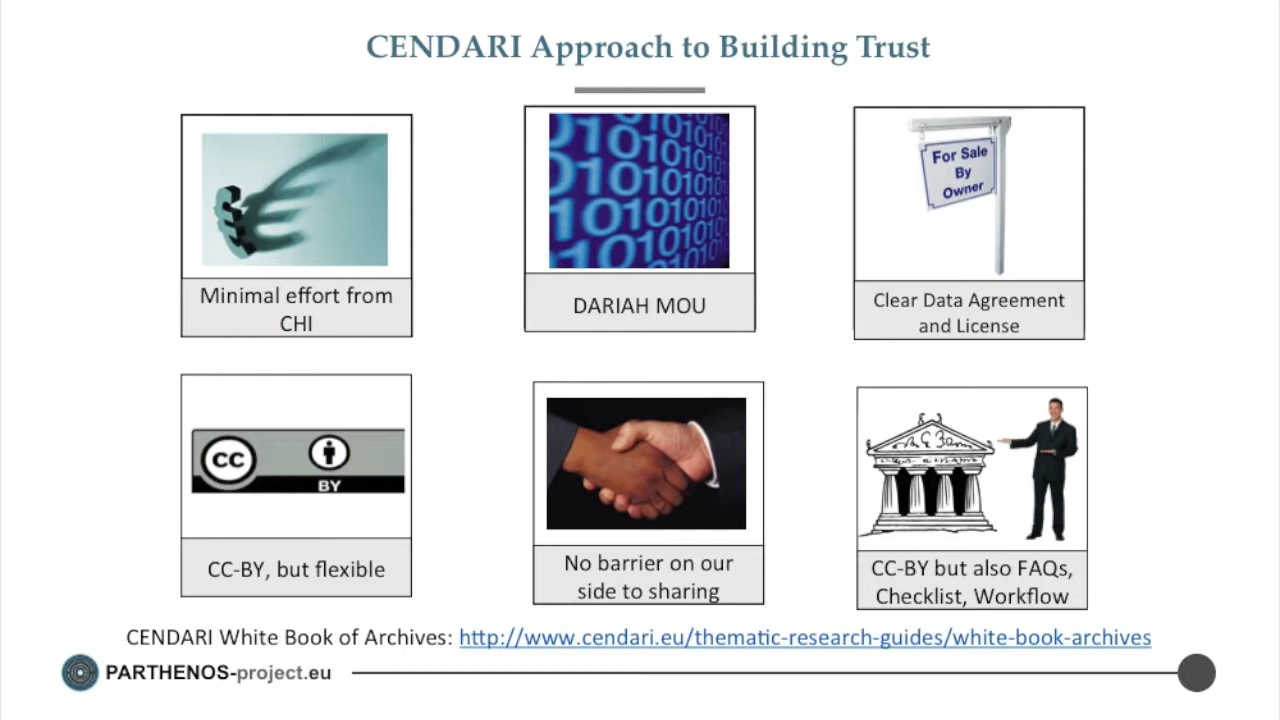 CENDARI Approach to Building Trust
For Sale
By
Owner
Minimal effort from
CHI
DARIAH MOU
Clear Data Agreement
and License
CC
BY
CC-BY, but flexible
No barrier on our
side to sharing
CC-BY but also FAQs,
Checklist, Workflow
CENDARI White Book of Archives: http://www.cendari.eu/thematic-research-guides/white-book-archives
PARTHENOS-project.eu